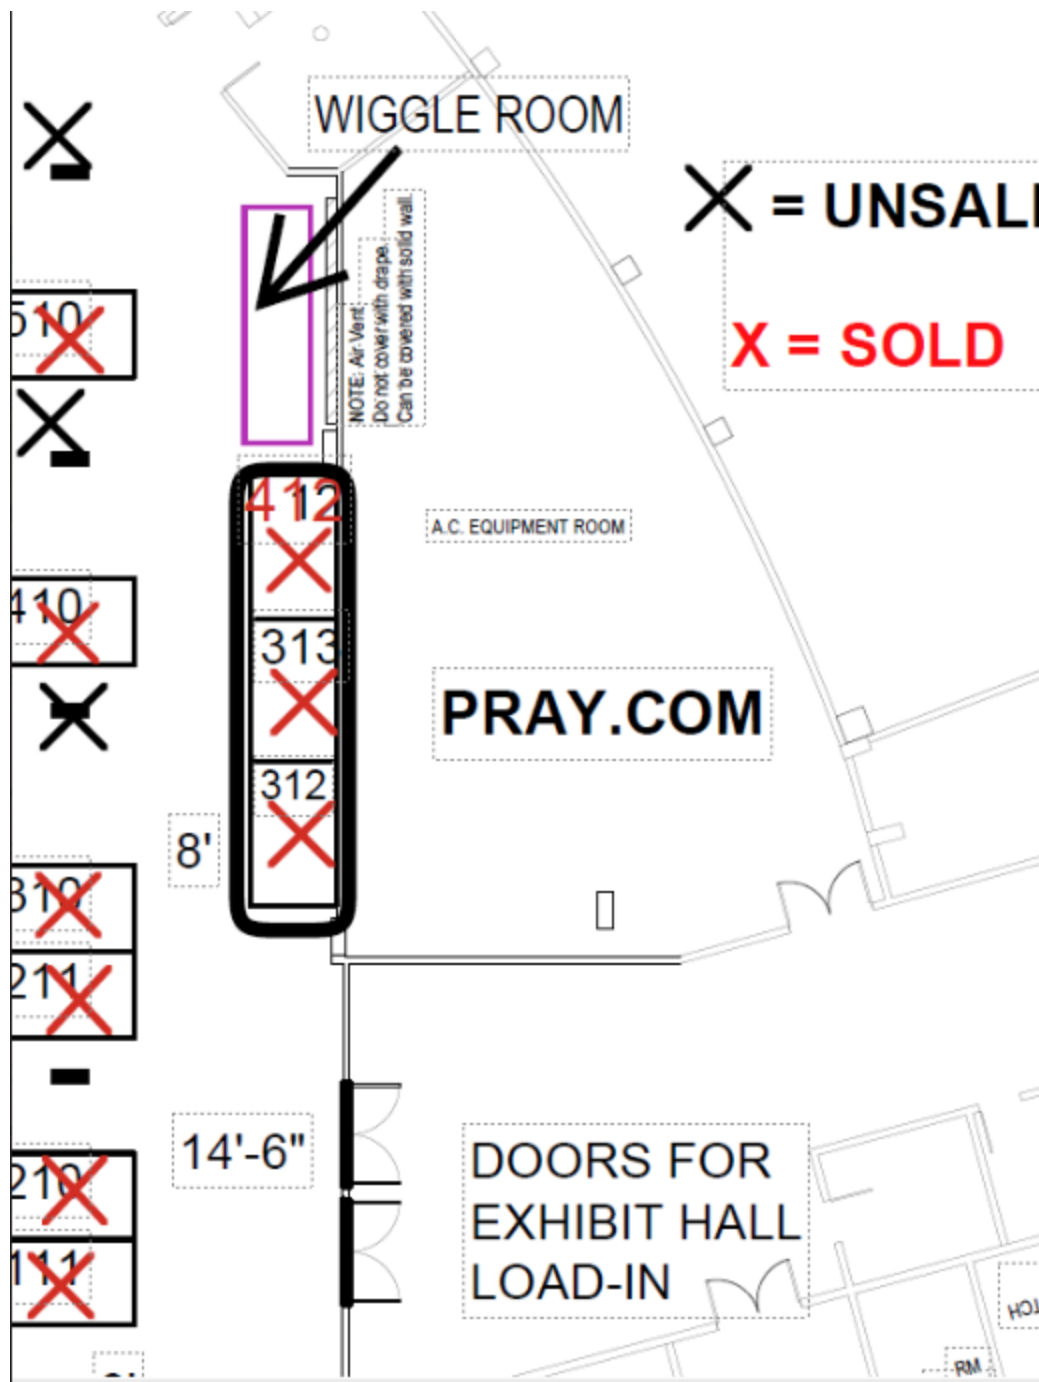 WIGGLE ROOM
= UNSAL
X = SOLD
NOTE: Air Vent
Do not cover with drape.
Can be covered with solid wall.
510
412
12
A.C. EQUIPMENT ROOM
410
313
PRAY.COM
312
8'
310
211
14'-6"
DOORS FOR
EXHIBIT HALL
LOAD-IN
210
111
TCH
RM